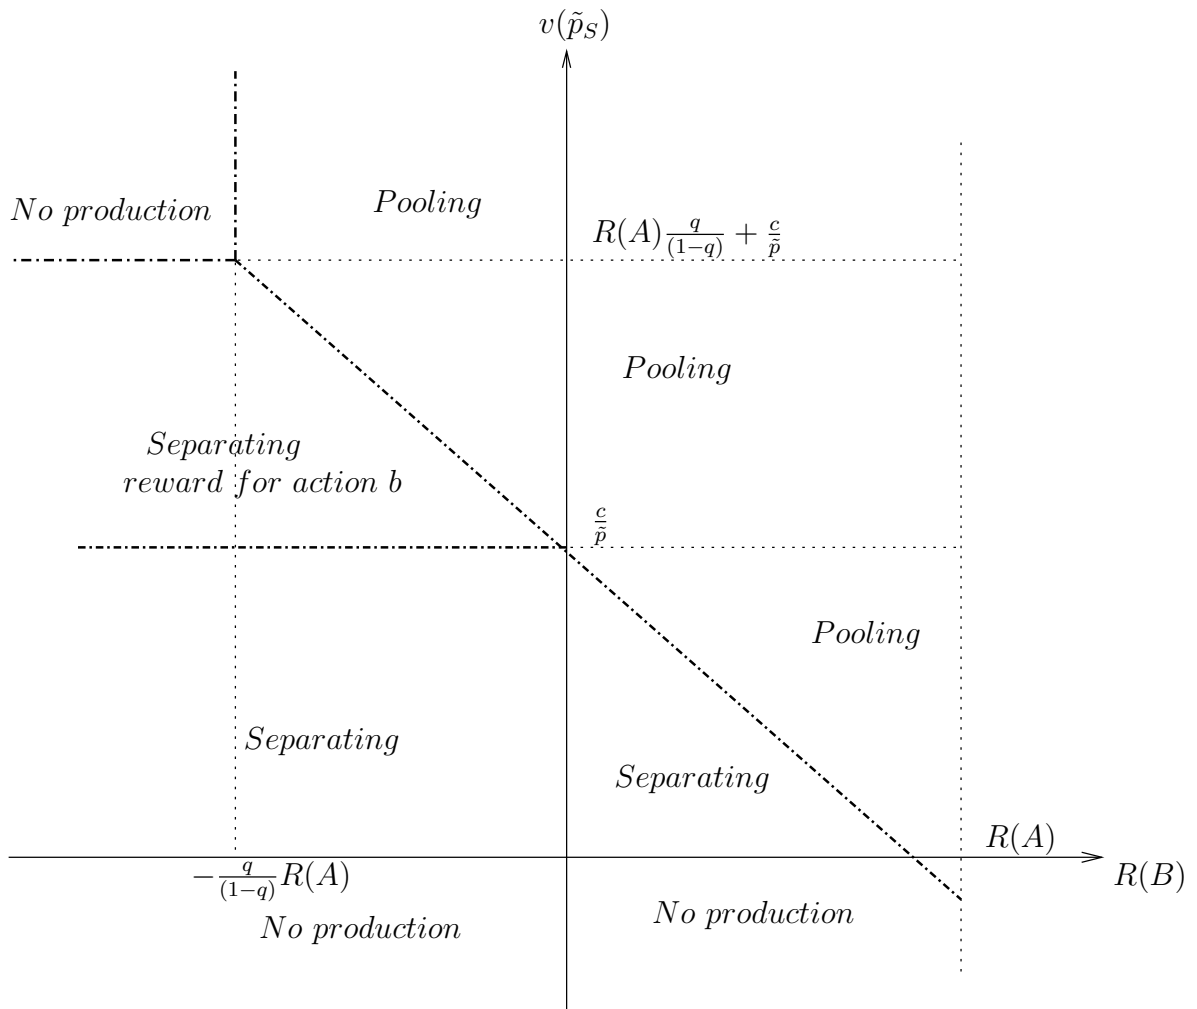 v(p̃_S)
No production
Pooling
R(A) q/(1−q) + c/p̃
Pooling
Separating
reward for action b
c/p̃
Pooling
Separating
Separating
R(A)
−q/(1−q) R(A)
R(B)
No production
No production